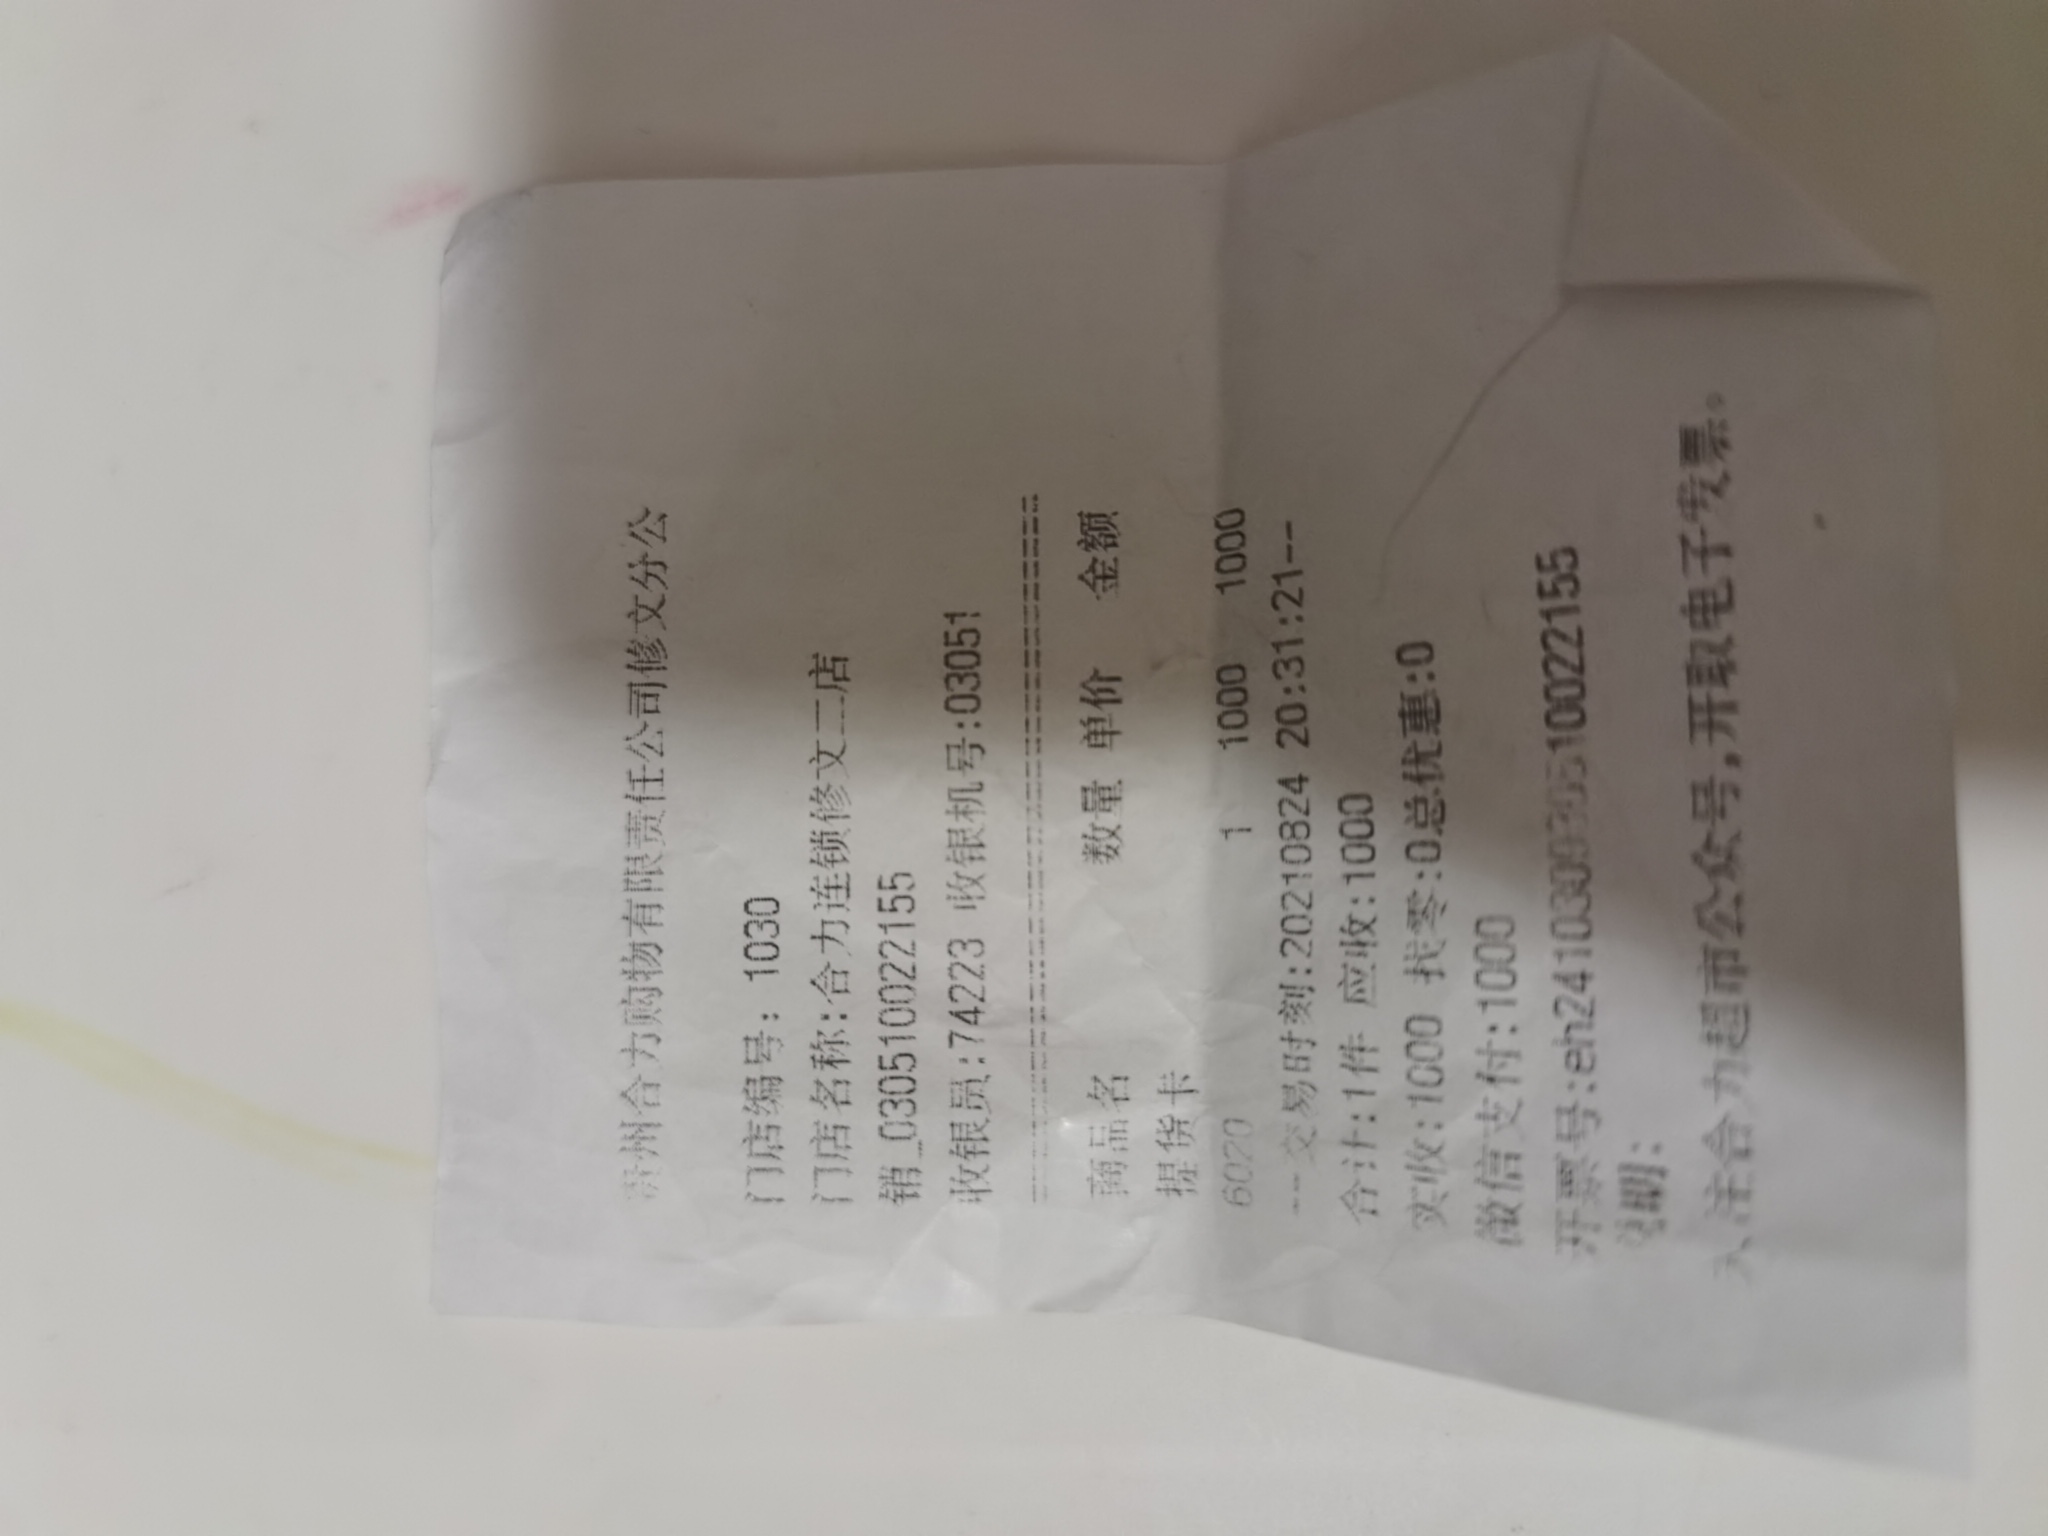 贵州合力购物有限责任公司修文分公
门店编号: 1030
门店名称:合力连锁修文二店
销_030510022155
收银员:74223 收银机号:03051
商品名 数量 单价 金额
提货卡
6020 1 1000 1000
--交易时刻:20210824 20:31:21--
合计:1件 应收:1000
实收:1000 找零:0总优惠:0
微信支付:1000
开票号:
说明:
关注合力超市公众号,开取电子发票。